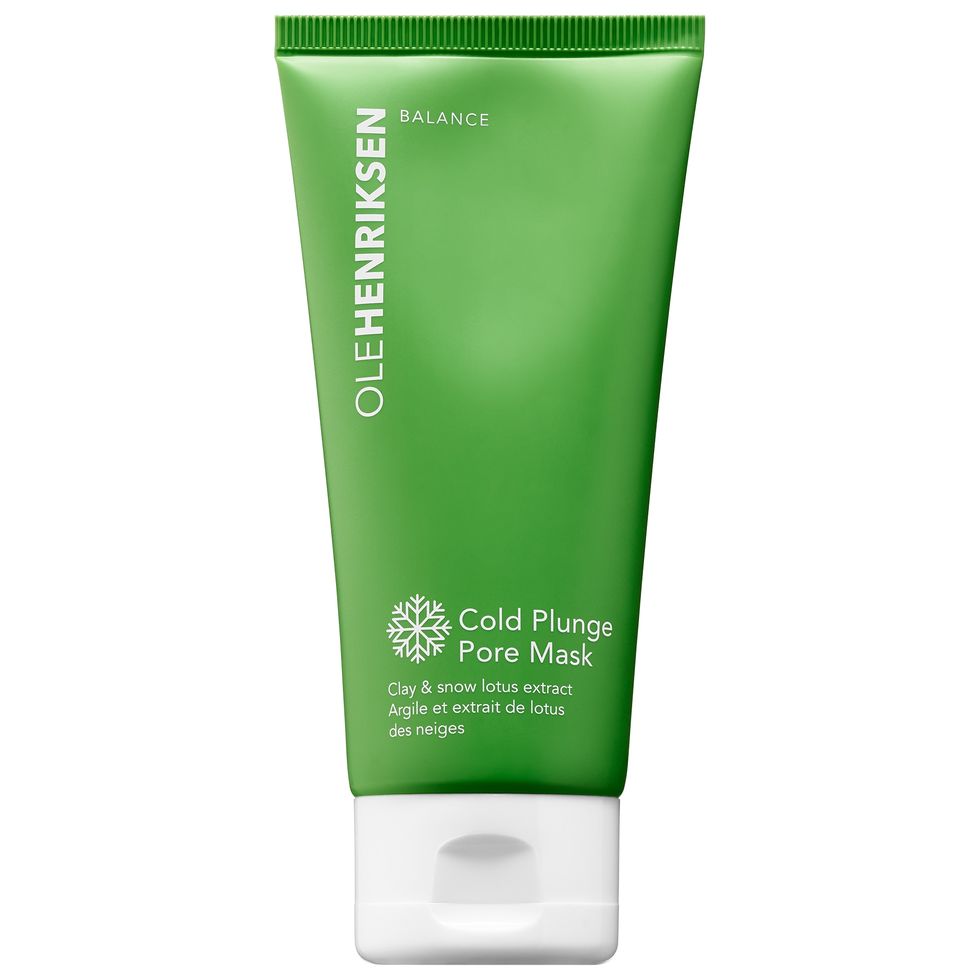 OLEHENRIKSEN
BALANCE
Cold Plunge
Pore Mask
Clay & snow lotus extract
Argile et extrait de lotus
des neiges